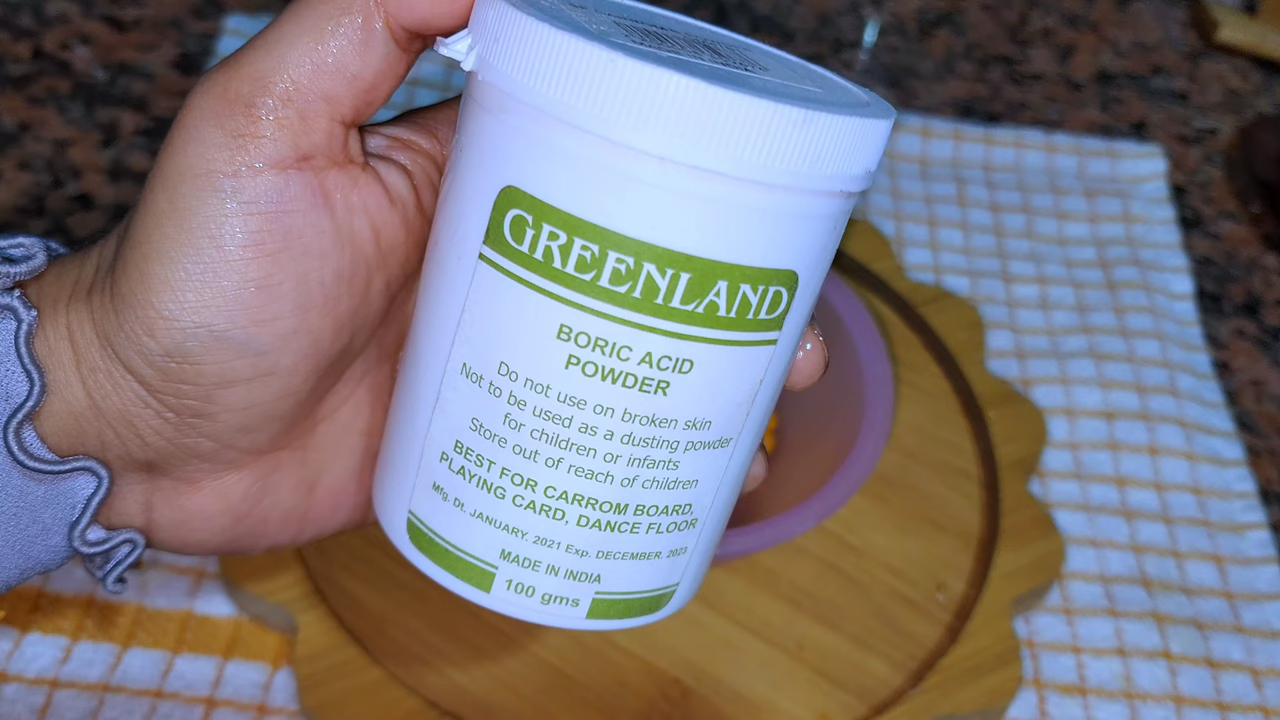 GREENLAND
BORIC ACID
POWDER
Do not use on broken skin
Not to be used as a dusting powder
for children or infants
Store out of reach of children
BEST FOR CARROM BOARD,
PLAYING CARD, DANCE FLOOR
Mfg. Dt. JANUARY. 2021 Exp. DECEMBER. 2023
MADE IN INDIA
100 gms